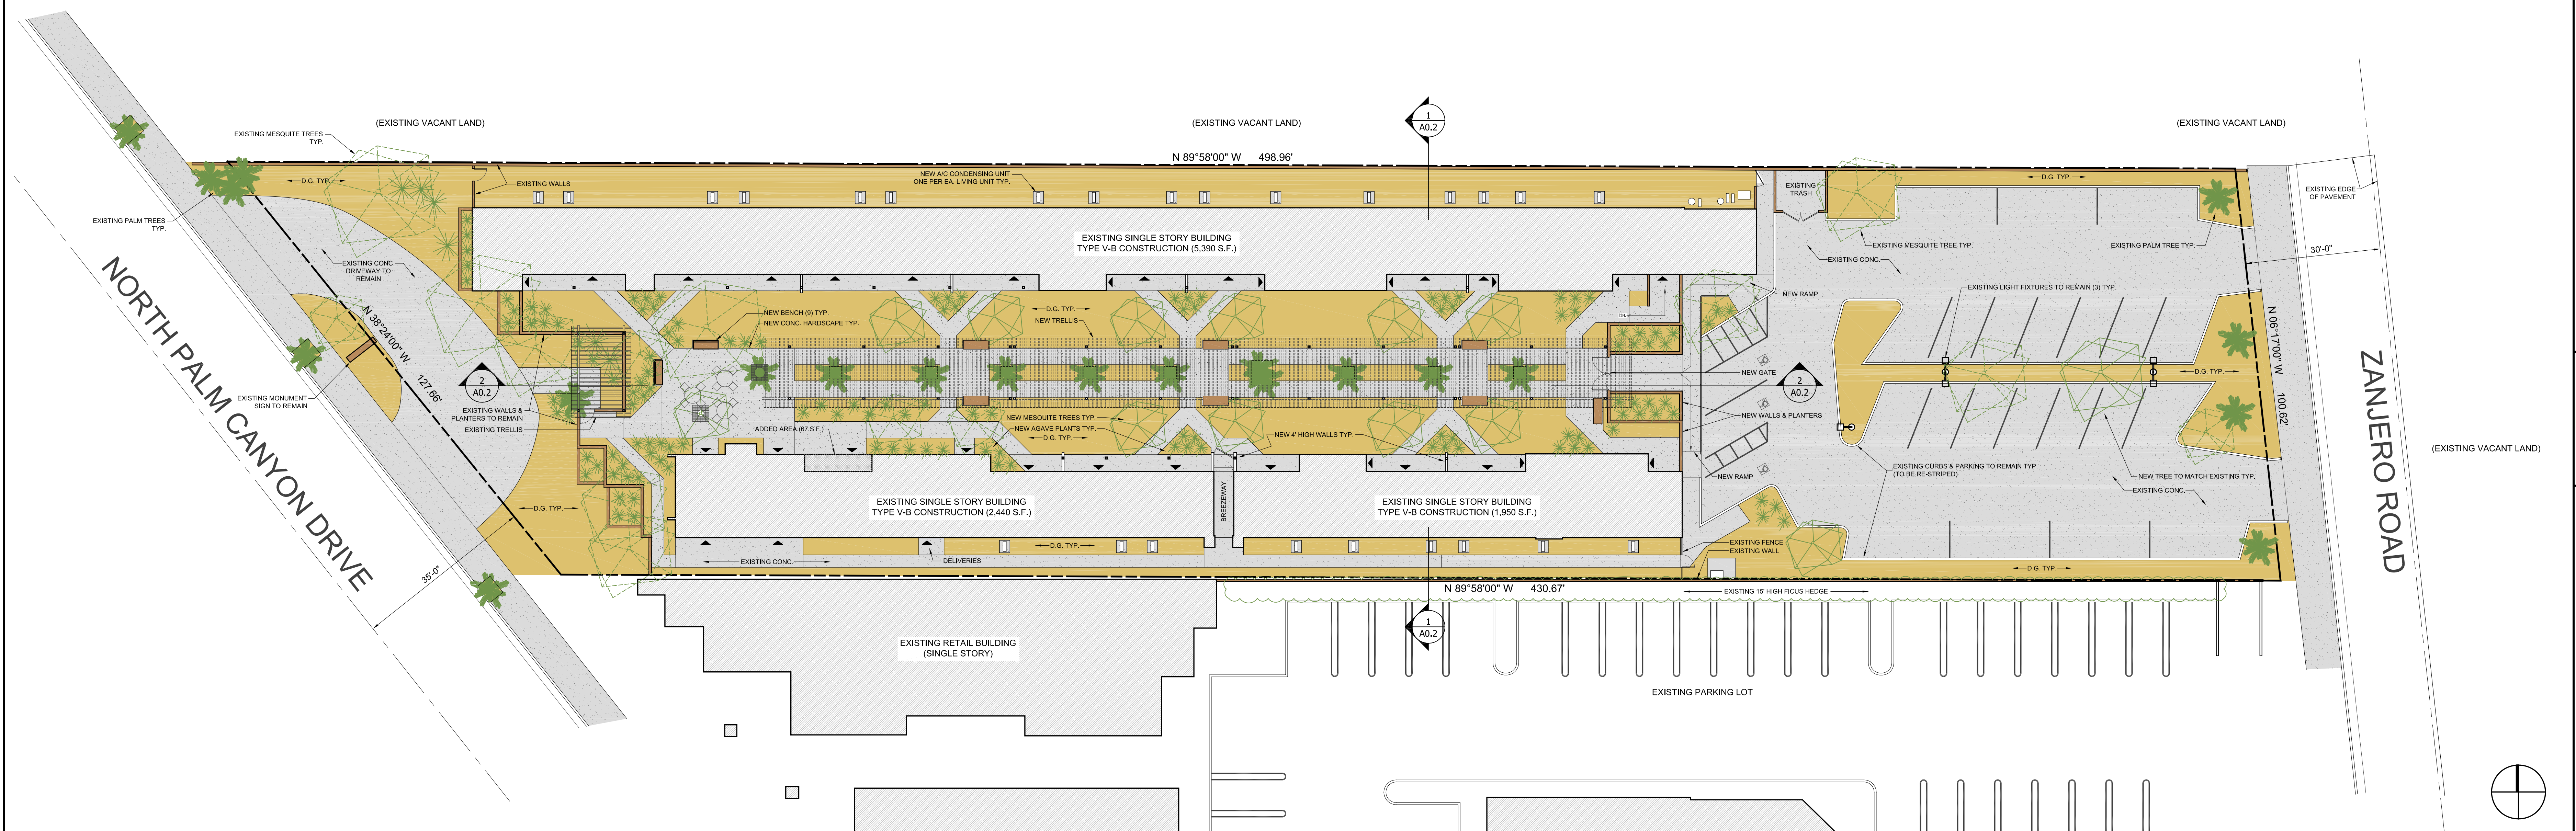 (EXISTING VACANT LAND)
(EXISTING VACANT LAND)
(EXISTING VACANT LAND)
1
A0.2
EXISTING MESQUITE TREES
TYP.
N 89°58'00" W 498.96'
D.G. TYP.
EXISTING WALLS
NEW A/C CONDENSING UNIT
ONE PER EA. LIVING UNIT TYP.
EXISTING
TRASH
D.G. TYP.
EXISTING EDGE
OF PAVEMENT
EXISTING PALM TREES
TYP.
EXISTING SINGLE STORY BUILDING
TYPE V-B CONSTRUCTION (5,390 S.F.)
EXISTING MESQUITE TREE TYP.
EXISTING PALM TREE TYP.
30'-0"
EXISTING CONC.
DRIVEWAY TO
REMAIN
EXISTING CONC.
NORTH PALM CANYON DRIVE
N 38°24'00" W
127.66'
NEW BENCH (9) TYP.
NEW CONC. HARDSCAPE TYP.
D.G. TYP.
NEW TRELLIS
NEW RAMP
EXISTING LIGHT FIXTURES TO REMAIN (3) TYP.
N 06°17'00" W
100.62'
ZANJERO ROAD
2
A0.2
NEW GATE
2
A0.2
D.G. TYP.
EXISTING MONUMENT
SIGN TO REMAIN
EXISTING WALLS &
PLANTERS TO REMAIN
EXISTING TRELLIS
ADDED AREA (67 S.F.)
NEW MESQUITE TREES TYP.
NEW AGAVE PLANTS TYP.
D.G. TYP.
NEW 4' HIGH WALLS TYP.
NEW WALLS & PLANTERS
(EXISTING VACANT LAND)
NEW RAMP
EXISTING CURBS & PARKING TO REMAIN TYP.
(TO BE RE-STRIPED)
NEW TREE TO MATCH EXISTING TYP.
EXISTING CONC.
D.G. TYP.
EXISTING SINGLE STORY BUILDING
TYPE V-B CONSTRUCTION (2,440 S.F.)
BREEZEWAY
EXISTING SINGLE STORY BUILDING
TYPE V-B CONSTRUCTION (1,950 S.F.)
D.G. TYP.
EXISTING FENCE
EXISTING WALL
EXISTING CONC.
DELIVERIES
D.G. TYP.
35'-0"
N 89°58'00" W 430.67'
EXISTING 15' HIGH FICUS HEDGE
1
A0.2
EXISTING RETAIL BUILDING
(SINGLE STORY)
EXISTING PARKING LOT